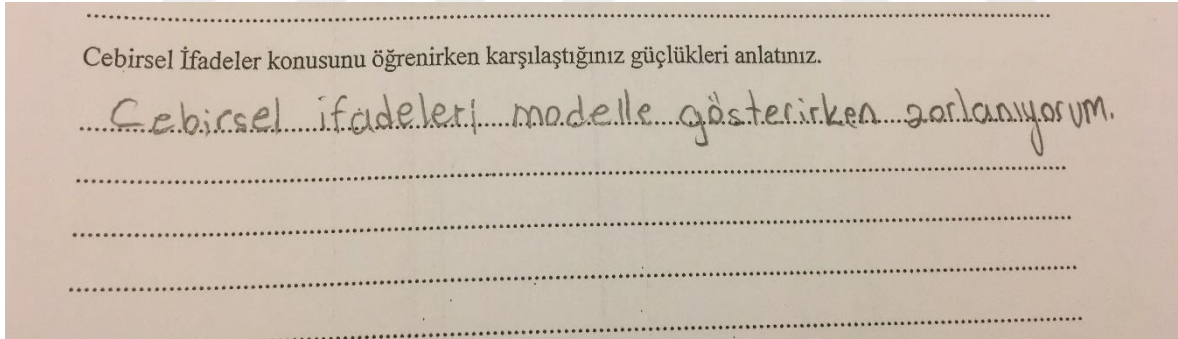 Cebirsel İfadeler konusunu öğrenirken karşılaştığınız güçlükleri anlatınız.
Cebirsel ifadeleri modelle gösterirken zorlanıyorum.